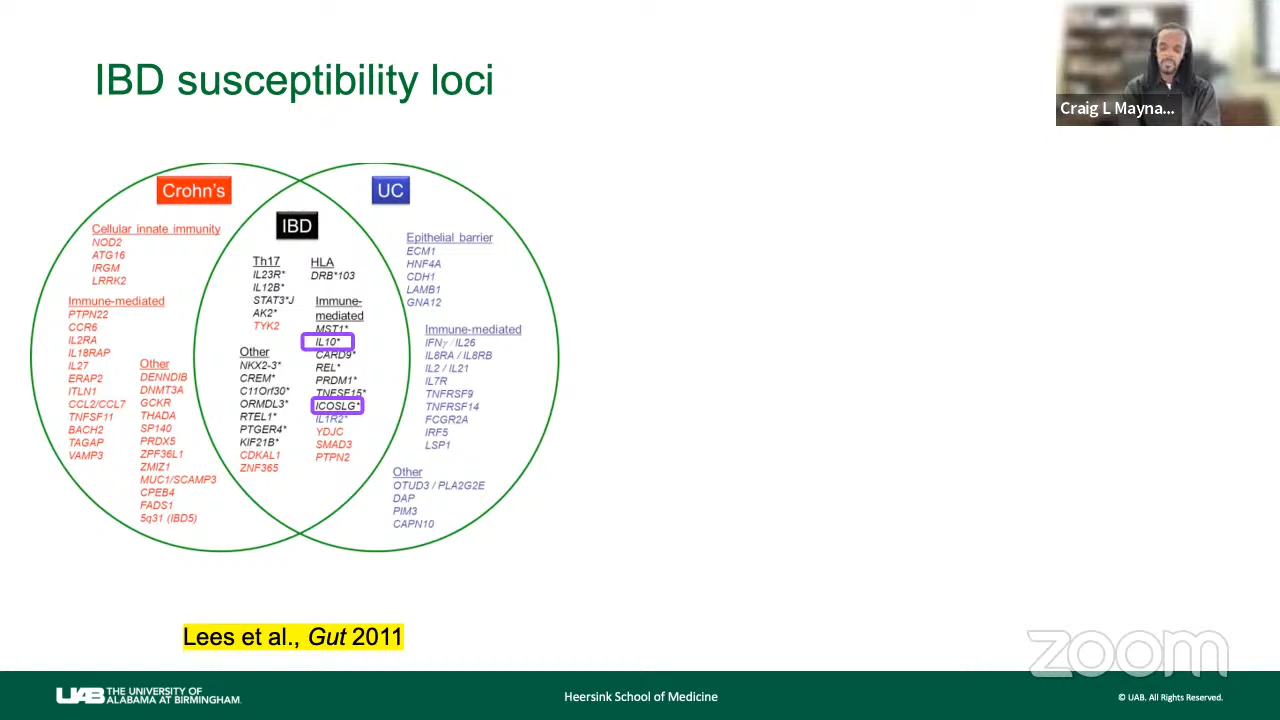 IBD susceptibility loci
Craig L Mayna...
Crohn's
UC
IBD
Cellular innate immunity
NOD2
ATG16
IRGM
LRRK2
Immune-mediated
PTPN22
CCR6
IL2RA
IL18RAP
IL27
ERAP2
ITLN1
CCL2/CCL7
TNFSF11
BACH2
TAGAP
VAMP3
Other
DENNDIB
DNMT3A
GCKR
THADA
SP140
PRDX5
ZPF36L1
ZMIZ1
MUC1/SCAMP3
CPEB4
FADS1
5q31 (IBD5)
Th17
IL23R*
IL12B*
STAT3*J
AK2*
TYK2
Other
NKX2-3*
CREM*
C11Orf30*
ORMDL3*
RTEL1*
PTGER4*
KIF21B*
CDKAL1
ZNF365
HLA
DRB*103
Immune-
mediated
MST1*
IL10*
CARD9*
REL*
PRDM1*
TNFSF15*
ICOSLG*
IL1R2*
YDJC
SMAD3
PTPN2
Epithelial barrier
ECM1
HNF4A
CDH1
LAMB1
GNA12
Immune-mediated
IFNγ / IL26
IL8RA / IL8RB
IL2 / IL21
IL7R
TNFRSF9
TNFRSF14
FCGR2A
IRF5
LSP1
Other
OTUD3 / PLA2G2E
DAP
PIM3
CAPN10
Lees et al., Gut 2011
zoom
UAB THE UNIVERSITY OF
ALABAMA AT BIRMINGHAM.
Heersink School of Medicine
© UAB. All Rights Reserved.